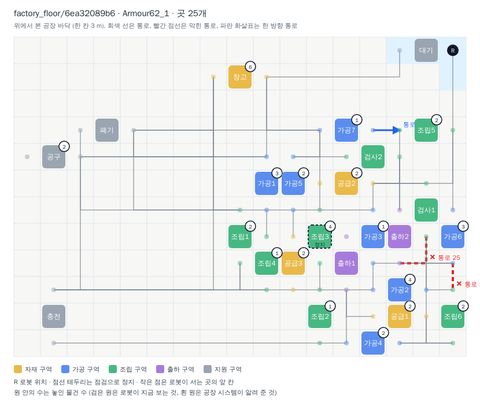 factory_floor/6ea32089b6 · Armour62_1 · 곳 25개
위에서 본 공장 바닥 (한 칸 3 m), 회색 선은 통로, 빨간 점선은 막힌 통로, 파란 화살표는 한 방향 통로
대기 R
창고 6
폐기 가공7 1 통로 조립5 2
공구 2 검사2
가공1 3 가공5 2 공급2 2
검사1
조립1 2 조립3 4 가공3 1 출하2 가공6 3
조립4 1 공급3 2 출하1 ✕ 통로 25
가공2 4 ✕ 통로
충전 조립2 2 공급1 2 조립6 2
가공4 2
자재 구역 가공 구역 조립 구역 출하 구역 지원 구역
R 로봇 위치 · 점선 테두리는 점검으로 정지 · 작은 점은 로봇이 서는 곳의 앞 칸
원 안의 수는 놓인 물건 수 (검은 원은 로봇이 지금 보는 것, 흰 원은 공장 시스템이 알려 준 것)